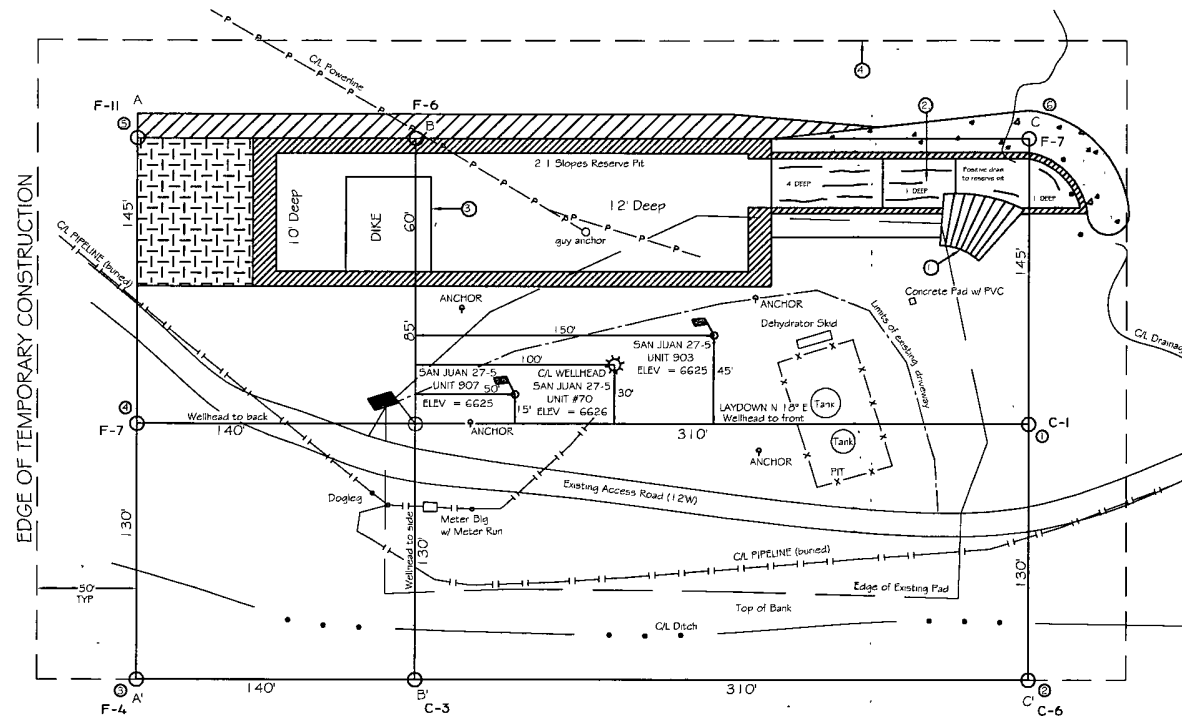 C/L Powerline
④
A
F-11
F-6
B
②
⑥
C
F-7
⑤
2 1 Slopes Reserve Pit
4 DEEP
1 DEEP
Positive drain
to reserve pit
1 DEEP
EDGE OF TEMPORARY CONSTRUCTION
145'
10' Deep
DIKE
60'
③
12' Deep
guy anchor
C/L PIPELINE (buried)
①
145'
Concrete Pad w/ PVC
ANCHOR
ANCHOR
Limits of existing driveway
C/L Drainage
85'
150'
Dehydrator Skid
SAN JUAN 27-5
UNIT 903
ELEV = 6625
45'
100'
SAN JUAN 27-5
UNIT 907
ELEV = 6625
50'
15'
C/L WELLHEAD
SAN JUAN 27-5
UNIT #70
ELEV = 6626
30'
Tank
Tank
PIT
LAYDOWN N 18° E
Wellhead to front
④
F-7
Wellhead to back
140'
ANCHOR
310'
ANCHOR
C-1
①
Existing Access Road (12W)
Dogleg
Meter Blg
w/ Meter Run
130'
Wellhead to side
130'
C/L PIPELINE (buried)
130'
50'
TYP
Edge of Existing Pad
Top of Bank
C/L Ditch
③
A'
F-4
140'
B'
C-3
310'
C'
②
C-6